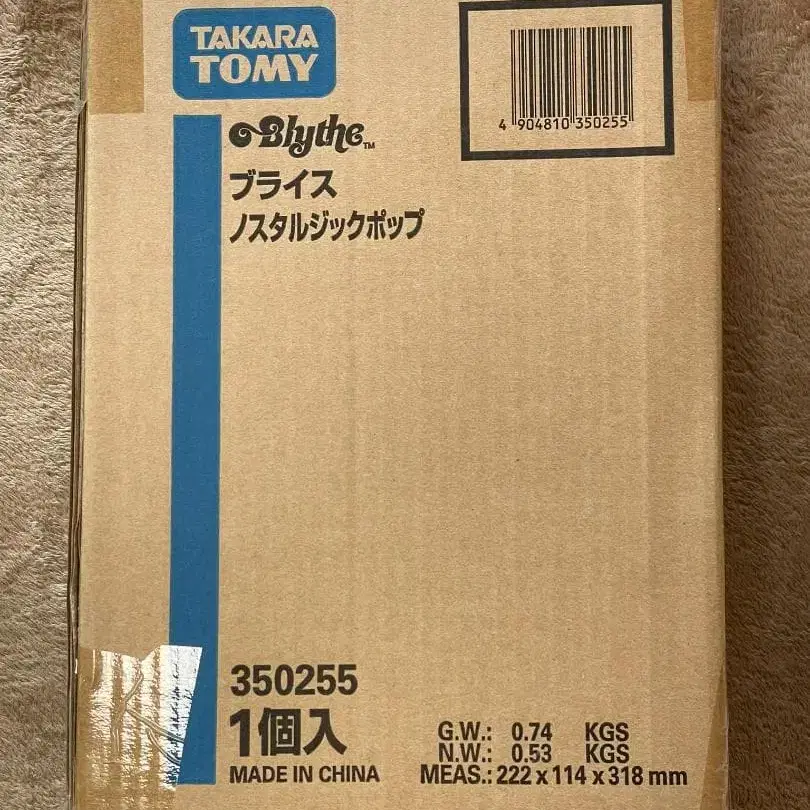 TAKARA
TOMY
Blythe™
ブライス
ノスタルジックポップ
4 904810 350255
350255
1個入
MADE IN CHINA
G.W.: 0.74 KGS
N.W.: 0.53 KGS
MEAS.: 222 x 114 x 318 mm